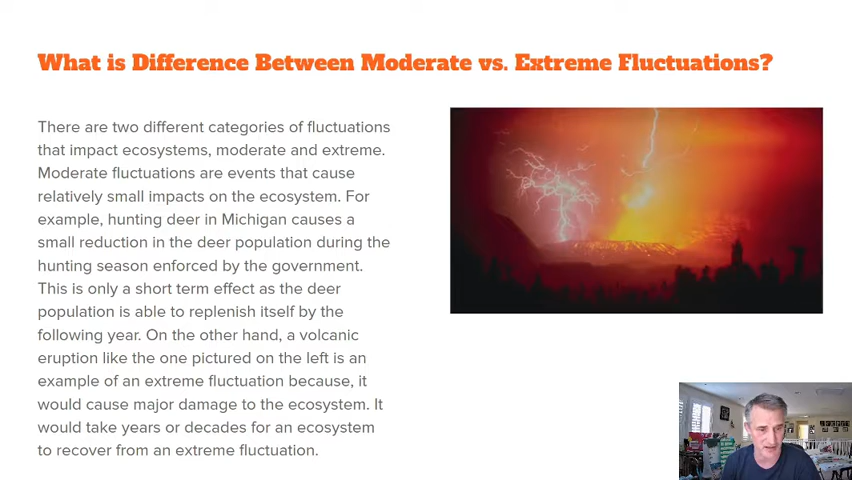 What is Difference Between Moderate vs. Extreme Fluctuations?
There are two different categories of fluctuations
that impact ecosystems, moderate and extreme.
Moderate fluctuations are events that cause
relatively small impacts on the ecosystem. For
example, hunting deer in Michigan causes a
small reduction in the deer population during the
hunting season enforced by the government.
This is only a short term effect as the deer
population is able to replenish itself by the
following year. On the other hand, a volcanic
eruption like the one pictured on the left is an
example of an extreme fluctuation because, it
would cause major damage to the ecosystem. It
would take years or decades for an ecosystem
to recover from an extreme fluctuation.